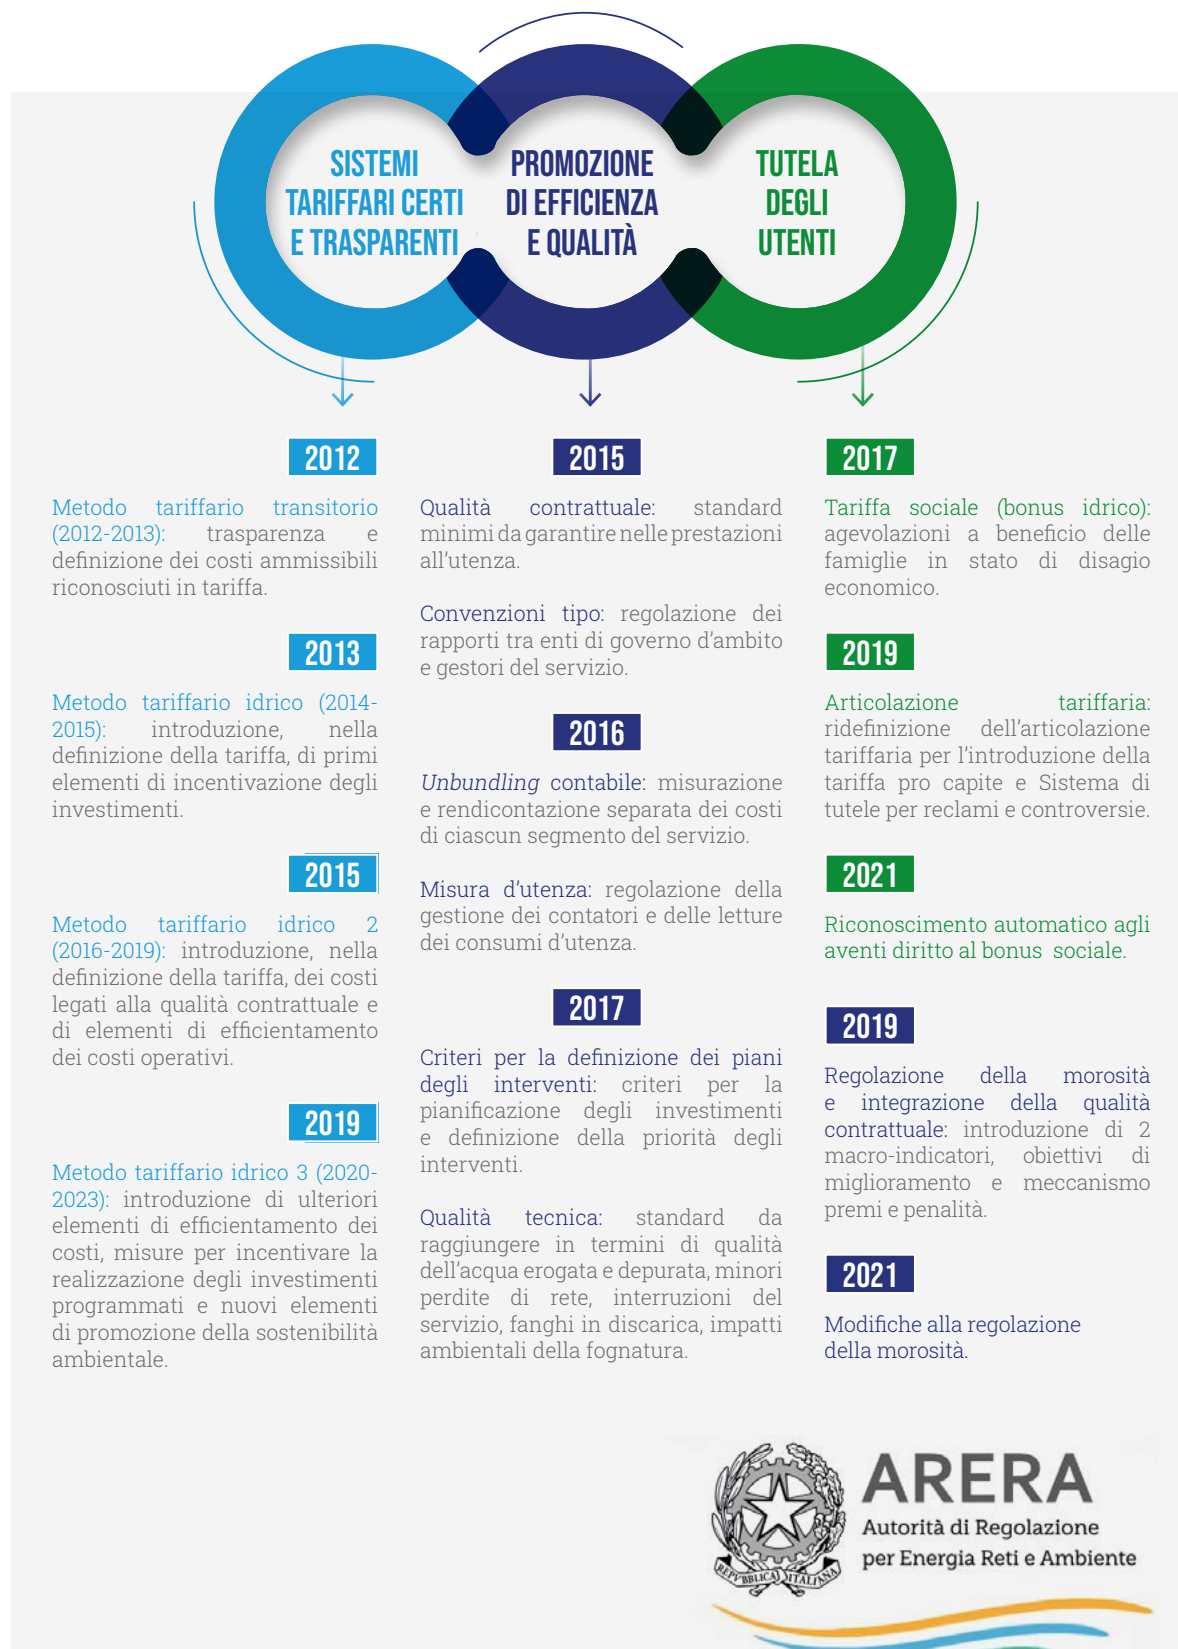 SISTEMI
TARIFFARI CERTI
E TRASPARENTI
PROMOZIONE
DI EFFICIENZA
E QUALITÀ
TUTELA
DEGLI
UTENTI
2012
Metodo tariffario transitorio
(2012-2013): trasparenza e
definizione dei costi ammissibili
riconosciuti in tariffa.
2013
Metodo tariffario idrico (2014-
2015): introduzione, nella
definizione della tariffa, di primi
elementi di incentivazione degli
investimenti.
2015
Metodo tariffario idrico 2
(2016-2019): introduzione, nella
definizione della tariffa, dei costi
legati alla qualità contrattuale e
di elementi di efficientamento
dei costi operativi.
2019
Metodo tariffario idrico 3 (2020-
2023): introduzione di ulteriori
elementi di efficientamento dei
costi, misure per incentivare la
realizzazione degli investimenti
programmati e nuovi elementi
di promozione della sostenibilità
ambientale.
2015
Qualità contrattuale: standard
minimi da garantire nelle prestazioni
all’utenza.
Convenzioni tipo: regolazione dei
rapporti tra enti di governo d’ambito
e gestori del servizio.
2016
Unbundling contabile: misurazione
e rendicontazione separata dei costi
di ciascun segmento del servizio.
Misura d’utenza: regolazione della
gestione dei contatori e delle letture
dei consumi d’utenza.
2017
Criteri per la definizione dei piani
degli interventi: criteri per la
pianificazione degli investimenti
e definizione della priorità degli
interventi.
Qualità tecnica: standard da
raggiungere in termini di qualità
dell’acqua erogata e depurata, minori
perdite di rete, interruzioni del
servizio, fanghi in discarica, impatti
ambientali della fognatura.
2017
Tariffa sociale (bonus idrico):
agevolazioni a beneficio delle
famiglie in stato di disagio
economico.
2019
Articolazione tariffaria:
ridefinizione dell’articolazione
tariffaria per l’introduzione della
tariffa pro capite e Sistema di
tutele per reclami e controversie.
2021
Riconoscimento automatico agli
aventi diritto al bonus sociale.
2019
Regolazione della morosità
e integrazione della qualità
contrattuale: introduzione di 2
macro-indicatori, obiettivi di
miglioramento e meccanismo
premi e penalità.
2021
Modifiche alla regolazione
della morosità.
REPVBBLICA ITALIANA
ARERA
Autorità di Regolazione
per Energia Reti e Ambiente